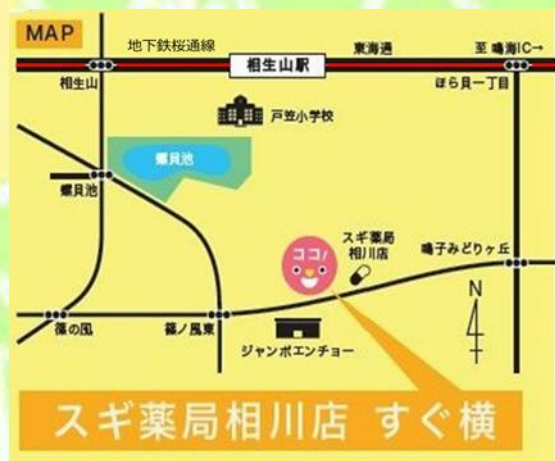 MAP
地下鉄桜通線
東海通
至 鳴海IC→
相生山駅
相生山
ほら貝一丁目
戸笠小学校
螺貝池
螺貝池
スギ薬局
相川店
ココ!
鳴子みどりヶ丘
N
篠の風
篠ノ風東
ジャンボエンチョー
スギ薬局相川店 すぐ横